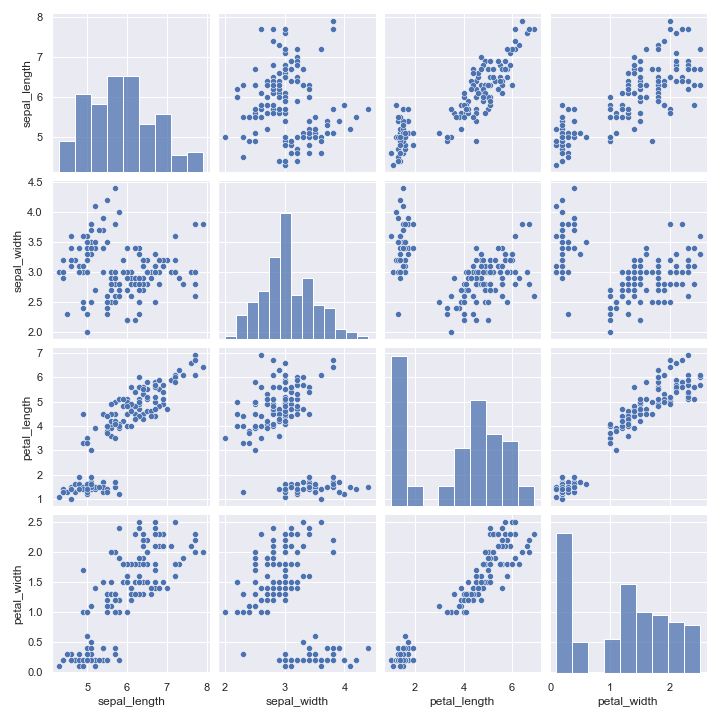 8
7
6
5
sepal_length
4.5
4.0
3.5
3.0
2.5
2.0
sepal_width
7
6
5
4
3
2
1
petal_length
2.5
2.0
1.5
1.0
0.5
0.0
petal_width
5 6 7 8
2 3 4
2 4 6
0 1 2
sepal_length sepal_width petal_length petal_width